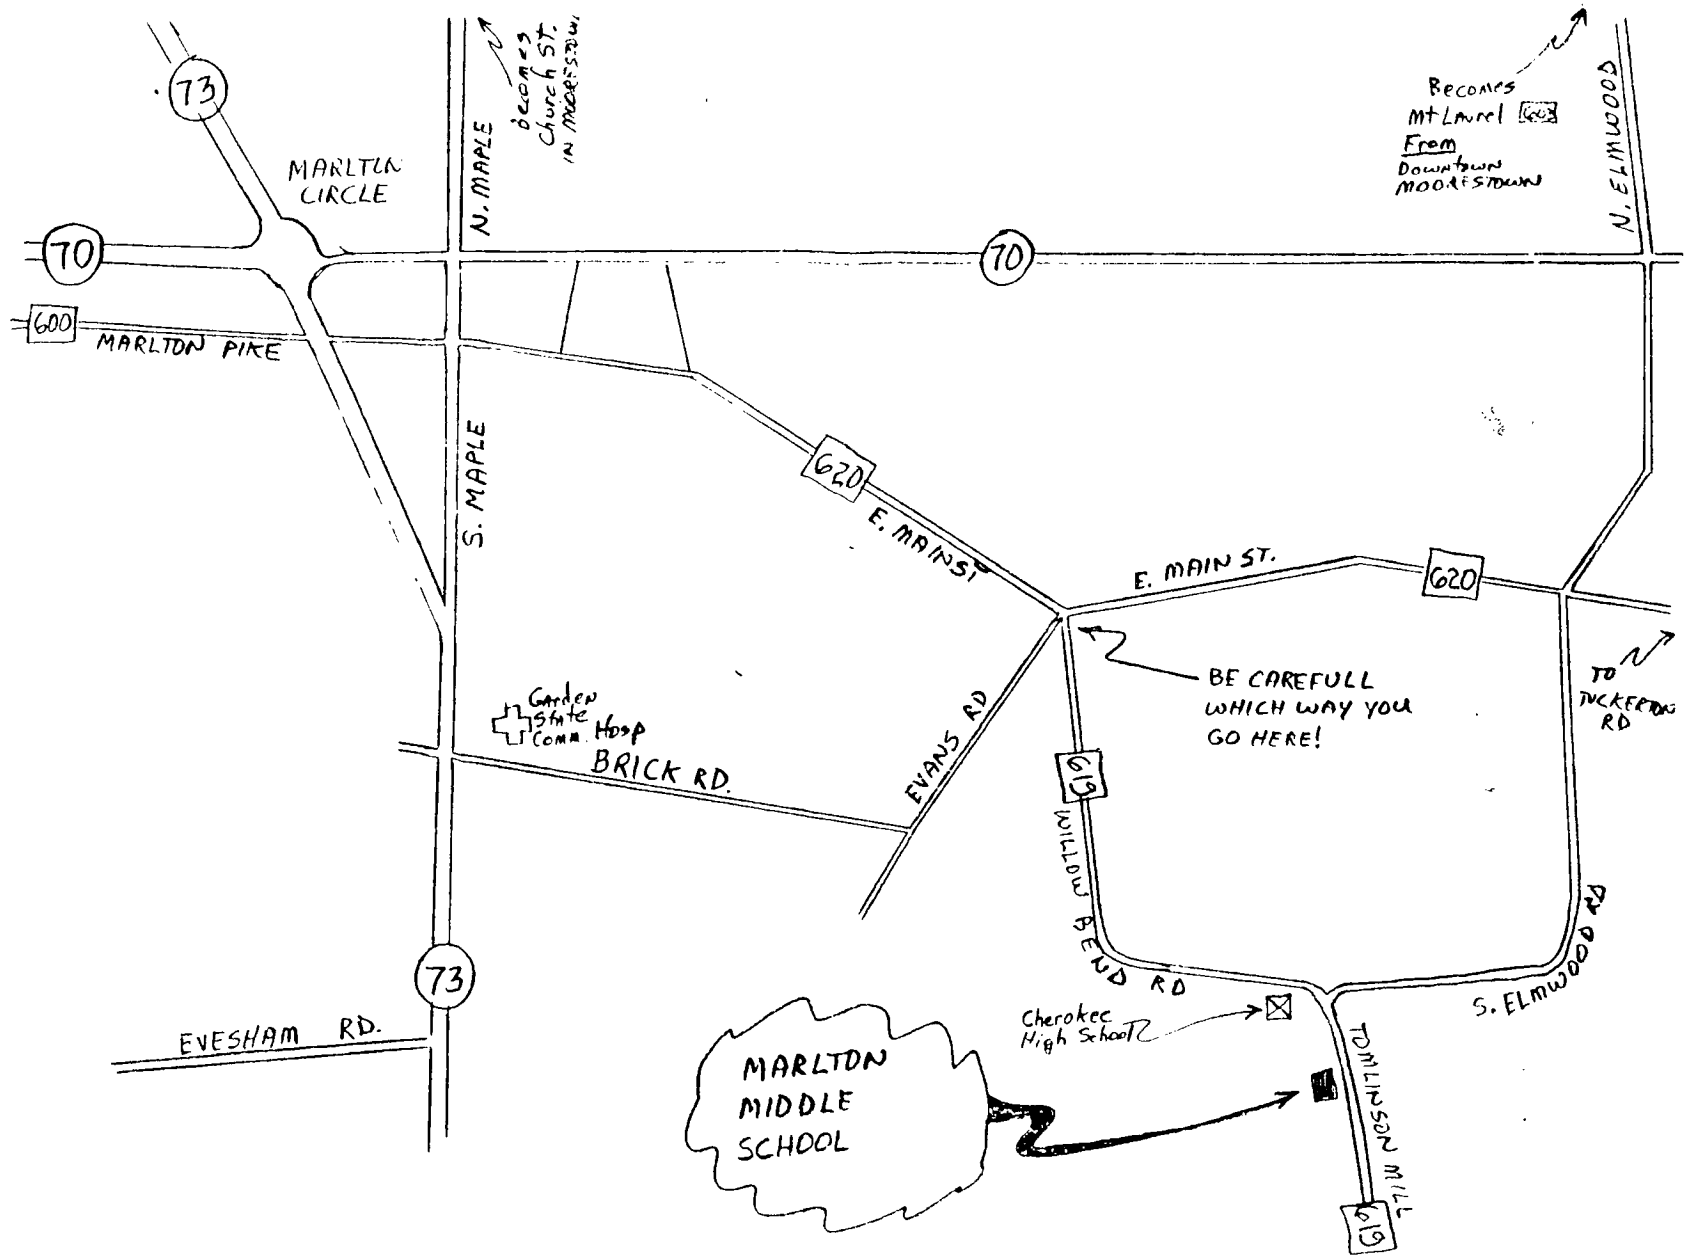 73
becomes
Church ST.
IN MOORESTOWN
N. MAPLE
MARLTON
CIRCLE
70
70
Becomes
Mt Laurel 603
From
DOWNTOWN
MOORESTOWN
N. ELMWOOD
600
MARLTON PIKE
S. MAPLE
620
E. MAIN ST
E. MAIN ST.
620
BE CAREFULL
WHICH WAY YOU
GO HERE!
TO
TUCKERTON
RD
Garden
State
Comm. Hosp
BRICK RD.
EVANS RD
619
WILLOW BEND RD
S. ELMWOOD RD
73
EVESHAM RD.
Cherokee
High School
MARLTON
MIDDLE
SCHOOL
TOMLINSON MILL
619